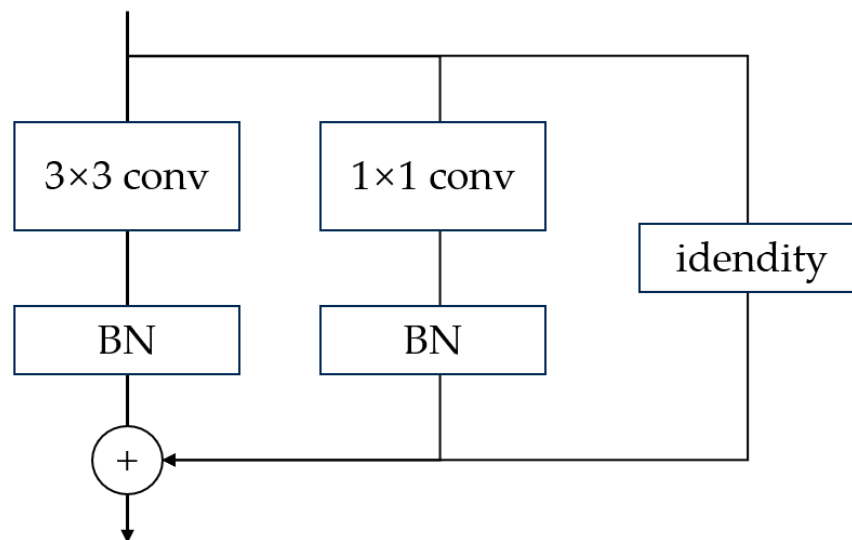 3×3 conv
1×1 conv
idendity
BN
BN
+